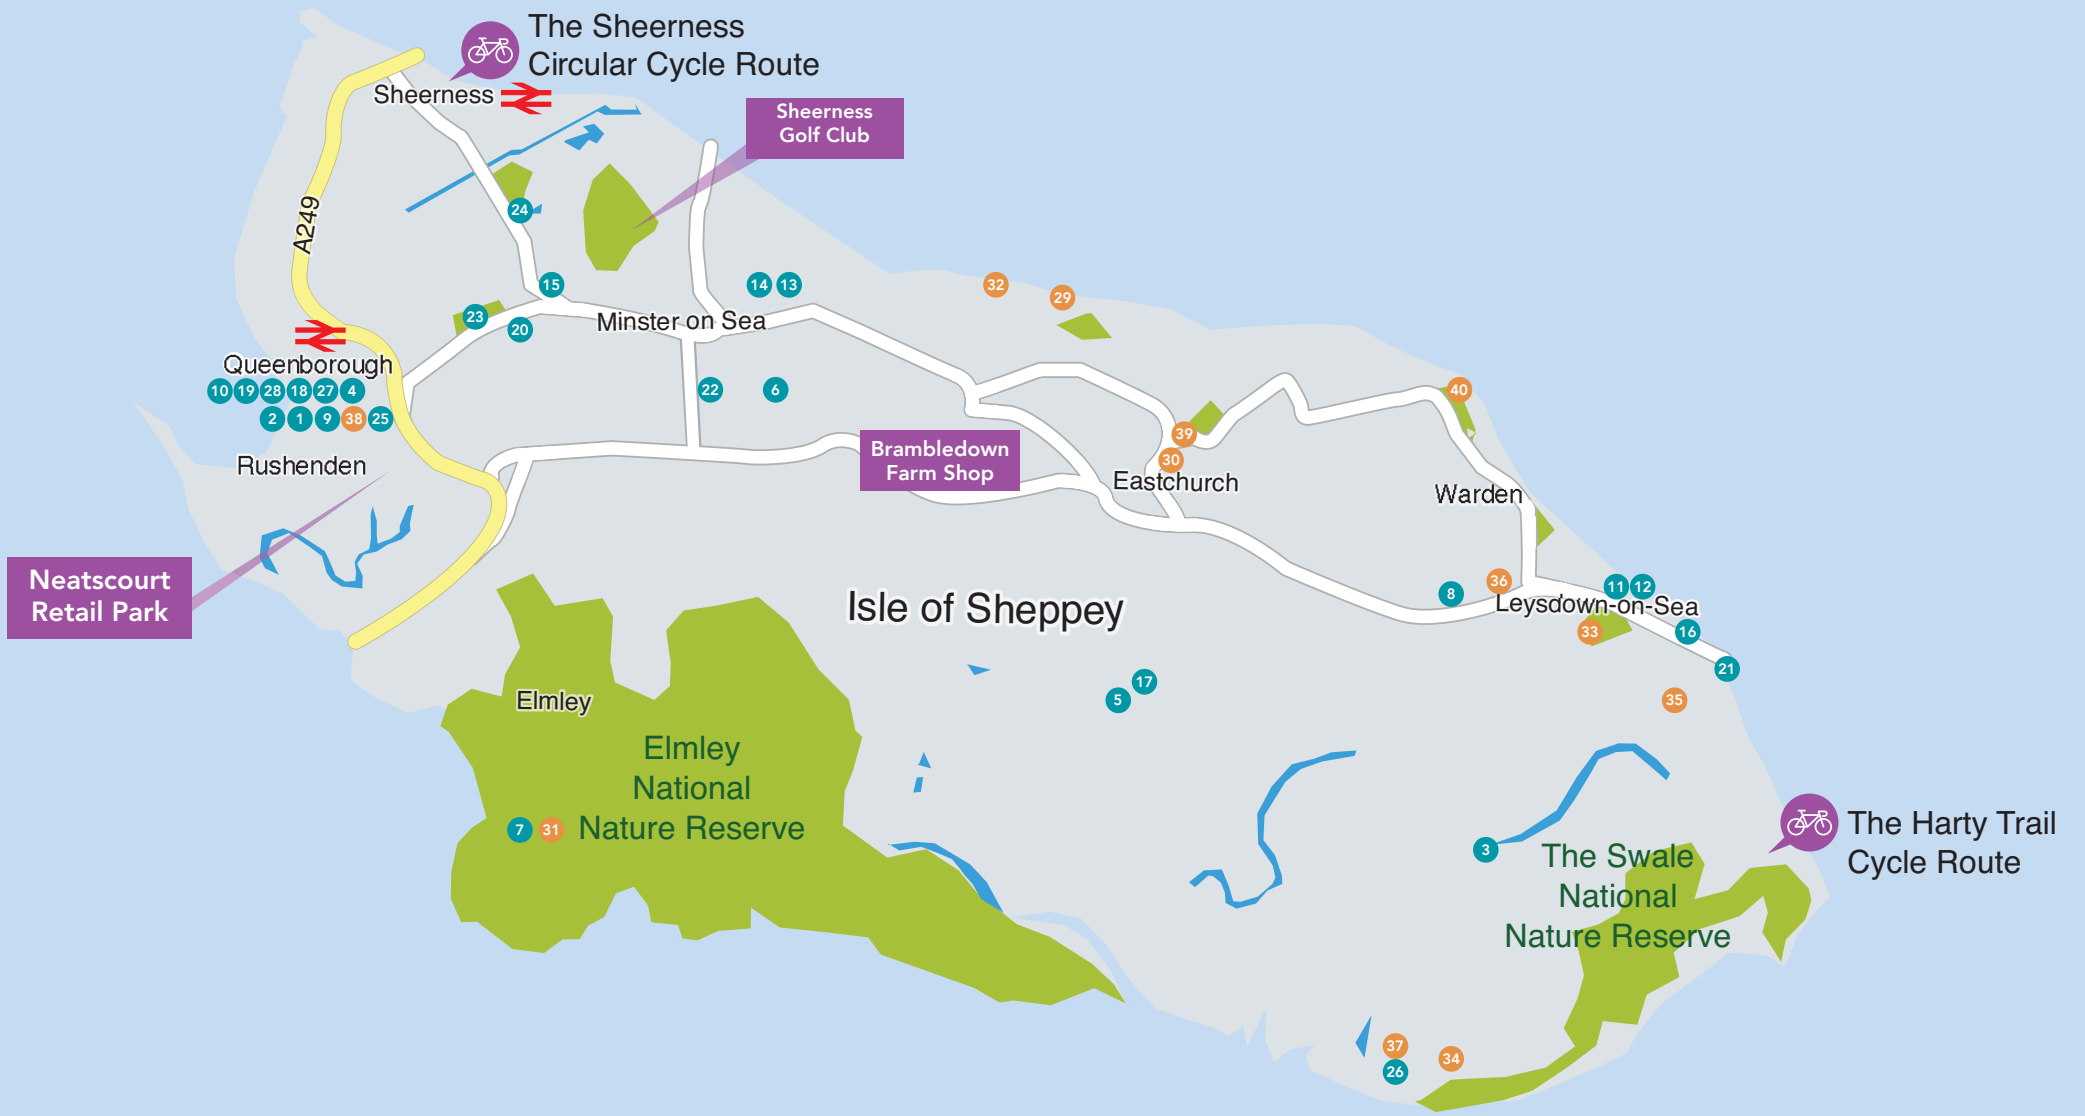 The Sheerness
Circular Cycle Route
Sheerness
Sheerness
Golf Club
A249
24
15
14 13
32
29
23
20
Minster on Sea
Queenborough
10 19 28 18 27 4
2 1 9 38 25
22
6
40
39
30
Brambledown
Farm Shop
Eastchurch
Rushenden
Warden
Neatscourt
Retail Park
Isle of Sheppey
8
36
11 12
Leysdown-on-Sea
33
16
21
17
5
35
Elmley
Elmley
National
Nature Reserve
7 31
The Harty Trail
Cycle Route
3
The Swale
National
Nature Reserve
37
34
26